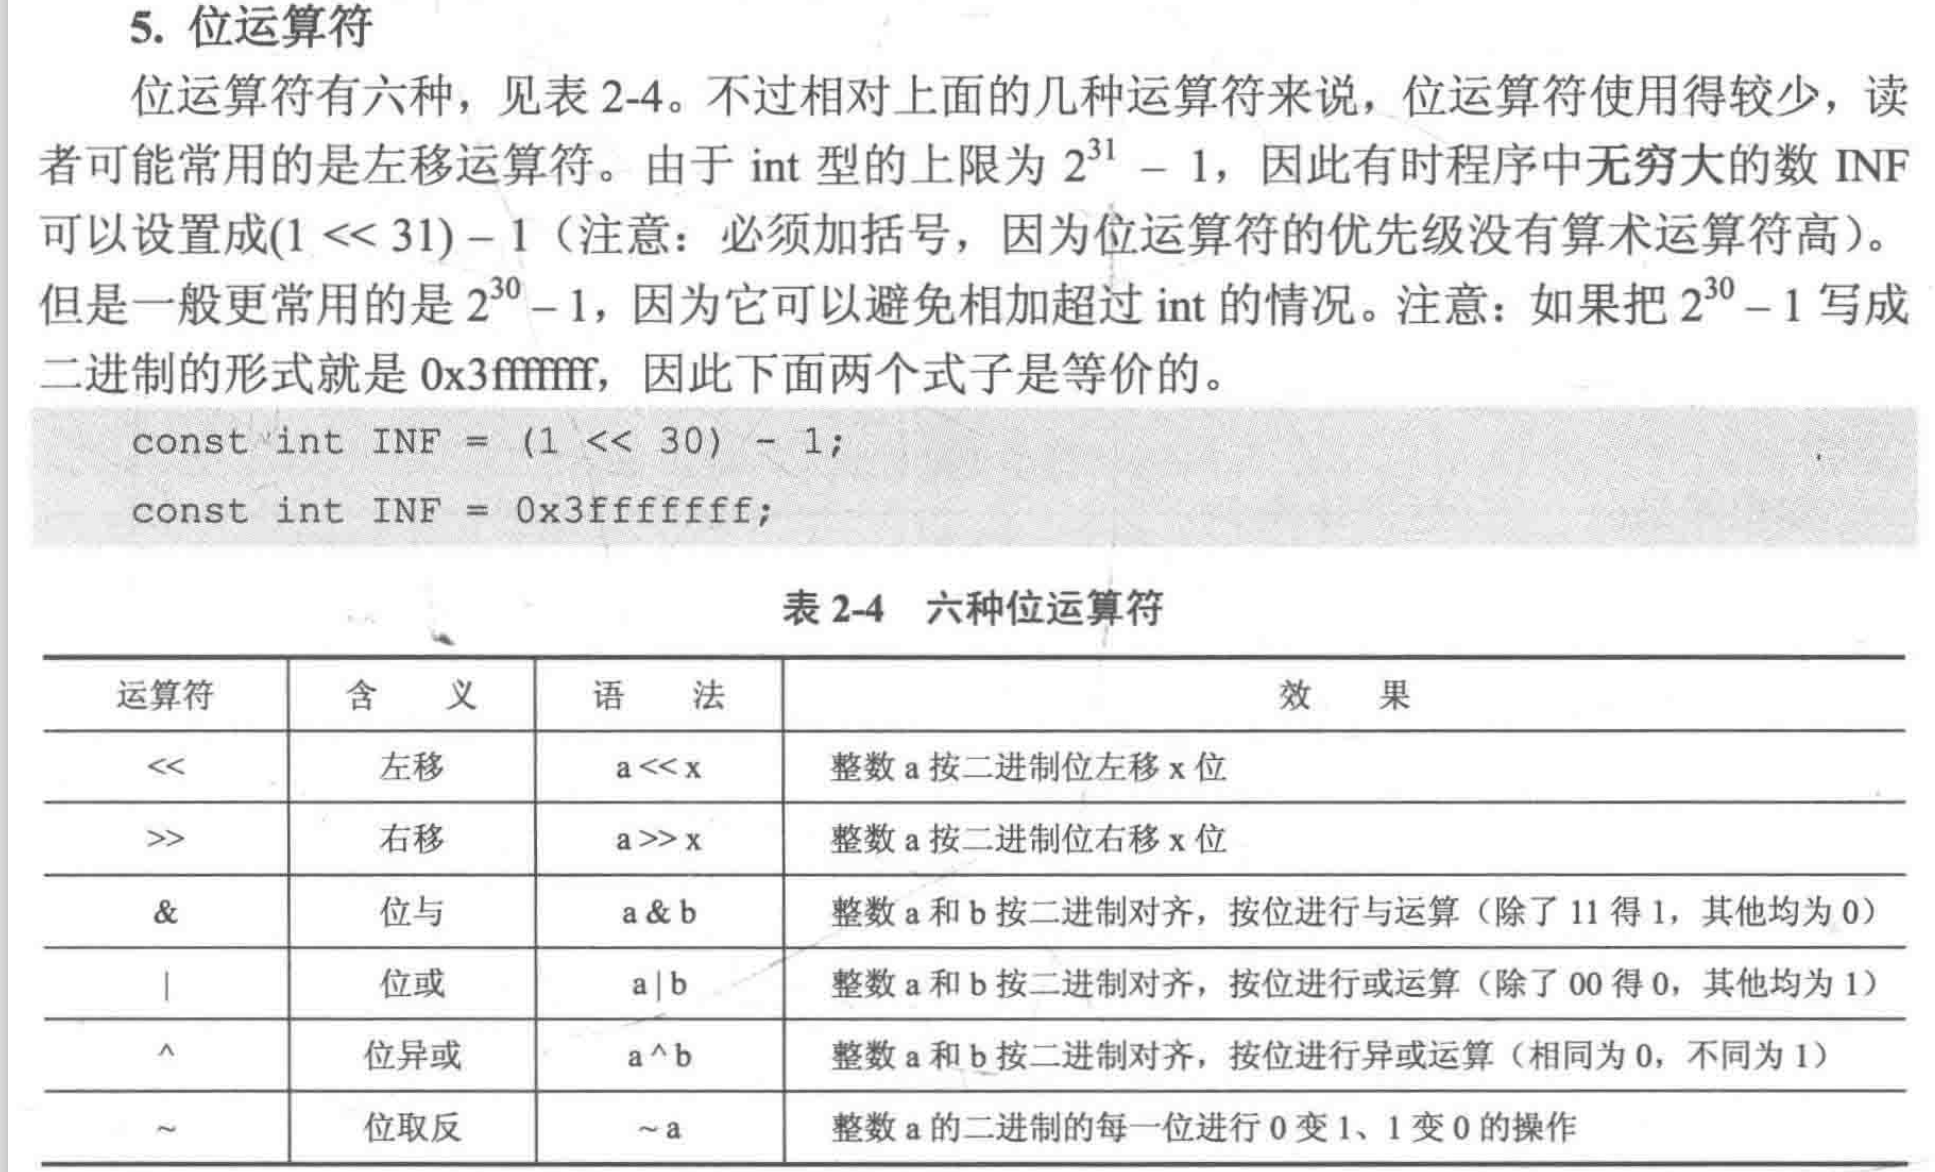 5. 位运算符
位运算符有六种，见表 2-4。不过相对上面的几种运算符来说，位运算符使用得较少，读
者可能常用的是左移运算符。由于 int 型的上限为 2³¹ – 1，因此有时程序中无穷大的数 INF
可以设置成(1 << 31) – 1（注意：必须加括号，因为位运算符的优先级没有算术运算符高）。
但是一般更常用的是 2³⁰ – 1，因为它可以避免相加超过 int 的情况。注意：如果把 2³⁰ – 1 写成
二进制的形式就是 0x3fffffff，因此下面两个式子是等价的。
const int INF = (1 << 30) - 1;
const int INF = 0x3fffffff;
表 2-4 六种位运算符
运算符 含 义 语 法 效 果
<< 左移 a << x 整数 a 按二进制位左移 x 位
>> 右移 a >> x 整数 a 按二进制位右移 x 位
& 位与 a & b 整数 a 和 b 按二进制对齐，按位进行与运算（除了 11 得 1，其他均为 0）
| 位或 a | b 整数 a 和 b 按二进制对齐，按位进行或运算（除了 00 得 0，其他均为 1）
^ 位异或 a ^ b 整数 a 和 b 按二进制对齐，按位进行异或运算（相同为 0，不同为 1）
~ 位取反 ~ a 整数 a 的二进制的每一位进行 0 变 1、1 变 0 的操作